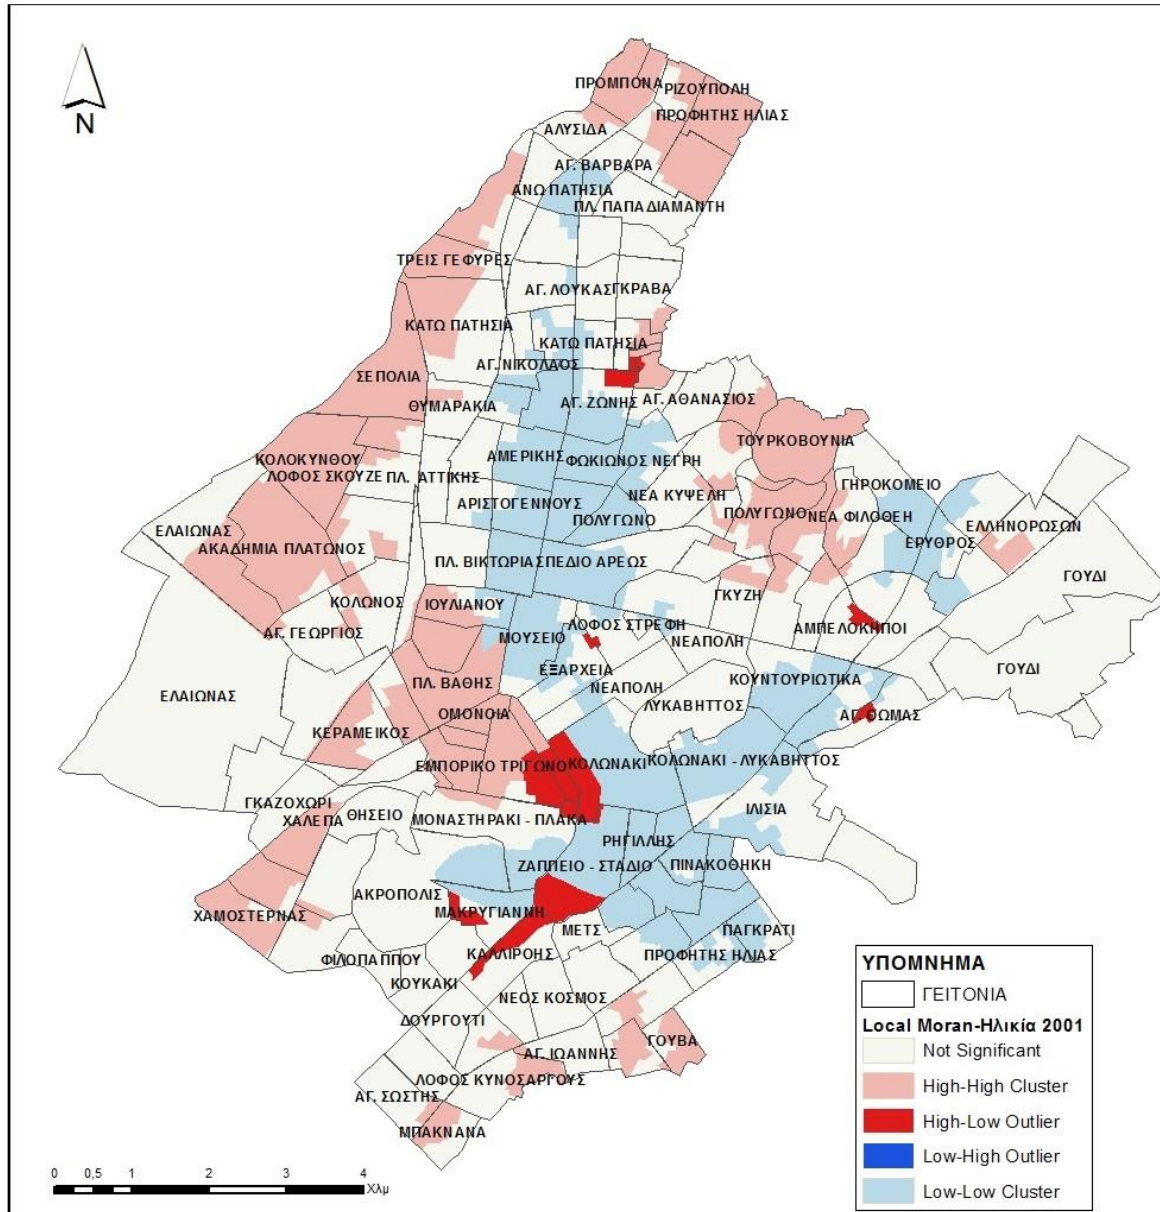 N
ΠΡΟΜΠΟΝΑ
ΡΙΖΟΥΠΟΛΗ
ΠΡΟΦΗΤΗΣ ΗΛΙΑΣ
ΑΛΥΣΙΔΑ
ΑΓ. ΒΑΡΒΑΡΑ
ΑΝΩ ΠΑΤΗΣΙΑ
ΠΛ. ΠΑΠΑΔΙΑΜΑΝΤΗ
ΤΡΕΙΣ ΓΕΦΥΡΕΣ
ΑΓ. ΛΟΥΚΑΣ
ΓΚΡΑΒΑ
ΚΑΤΩ ΠΑΤΗΣΙΑ
ΚΑΤΩ ΠΑΤΗΣΙΑ
ΑΓ. ΝΙΚΟΛΑΟΣ
ΣΕΠΟΛΙΑ
ΘΥΜΑΡΑΚΙΑ
ΑΓ. ΖΩΝΗΣ
ΑΓ. ΑΘΑΝΑΣΙΟΣ
ΤΟΥΡΚΟΒΟΥΝΙΑ
ΚΟΛΟΚΥΝΘΟΥ
ΛΟΦΟΣ ΣΚΟΥΖΕ
ΠΛ. ΑΤΤΙΚΗΣ
ΑΜΕΡΙΚΗΣ
ΦΩΚΙΩΝΟΣ ΝΕΓΡΗ
ΝΕΑ ΚΥΨΕΛΗ
ΓΗΡΟΚΟΜΕΙΟ
ΑΡΙΣΤΟΓΕΝΝΟΥΣ
ΠΟΛΥΓΩΝΟ
ΠΟΛΥΓΩΝΟ
ΝΕΑ ΦΙΛΟΘΕΗ
ΕΛΛΗΝΟΡΩΣΩΝ
ΕΛΑΙΩΝΑΣ
ΑΚΑΔΗΜΙΑ ΠΛΑΤΩΝΟΣ
ΕΡΥΘΡΟΣ
ΠΛ. ΒΙΚΤΩΡΙΑΣ
ΠΕΔΙΟ ΑΡΕΩΣ
ΓΟΥΔΙ
ΚΟΛΩΝΟΣ
ΙΟΥΛΙΑΝΟΥ
ΓΚΥΖΗ
ΑΓ. ΓΕΩΡΓΙΟΣ
ΜΟΥΣΕΙΟ
ΛΟΦΟΣ ΣΤΡΕΦΗ
ΝΕΑΠΟΛΗ
ΑΜΠΕΛΟΚΗΠΟΙ
ΓΟΥΔΙ
ΕΛΑΙΩΝΑΣ
ΠΛ. ΒΑΘΗΣ
ΕΞΑΡΧΕΙΑ
ΝΕΑΠΟΛΗ
ΚΟΥΝΤΟΥΡΙΩΤΙΚΑ
ΛΥΚΑΒΗΤΤΟΣ
ΟΜΟΝΟΙΑ
ΑΓ. ΘΩΜΑΣ
ΚΕΡΑΜΕΙΚΟΣ
ΕΜΠΟΡΙΚΟ ΤΡΙΓΩΝΟ
ΚΟΛΩΝΑΚΙ
ΚΟΛΩΝΑΚΙ - ΛΥΚΑΒΗΤΤΟΣ
ΓΚΑΖΟΧΩΡΙ
ΧΑΛΕΠΑ
ΘΗΣΕΙΟ
ΜΟΝΑΣΤΗΡΑΚΙ - ΠΛΑΚΑ
ΙΛΙΣΙΑ
ΡΗΓΙΛΛΗΣ
ΖΑΠΠΕΙΟ - ΣΤΑΔΙΟ
ΠΙΝΑΚΟΘΗΚΗ
ΑΚΡΟΠΟΛΙΣ
ΜΑΚΡΥΓΙΑΝΝΗ
ΧΑΜΟΣΤΕΡΝΑΣ
ΜΕΤΣ
ΠΑΓΚΡΑΤΙ
ΦΙΛΟΠΑΠΠΟΥ
ΚΑΛΛΙΡΟΗΣ
ΠΡΟΦΗΤΗΣ ΗΛΙΑΣ
ΚΟΥΚΑΚΙ
ΝΕΟΣ ΚΟΣΜΟΣ
ΔΟΥΡΓΟΥΤΙ
ΑΓ. ΙΩΑΝΝΗΣ
ΓΟΥΒΑ
ΛΟΦΟΣ ΚΥΝΟΣΑΡΓΟΥΣ
ΑΓ. ΣΩΣΤΗΣ
ΜΠΑΚΝΑΝΑ
0 0,5 1 2 3 4
Χλμ
ΥΠΟΜΝΗΜΑ
ΓΕΙΤΟΝΙΑ
Local Moran-Ηλικία 2001
Not Significant
High-High Cluster
High-Low Outlier
Low-High Outlier
Low-Low Cluster